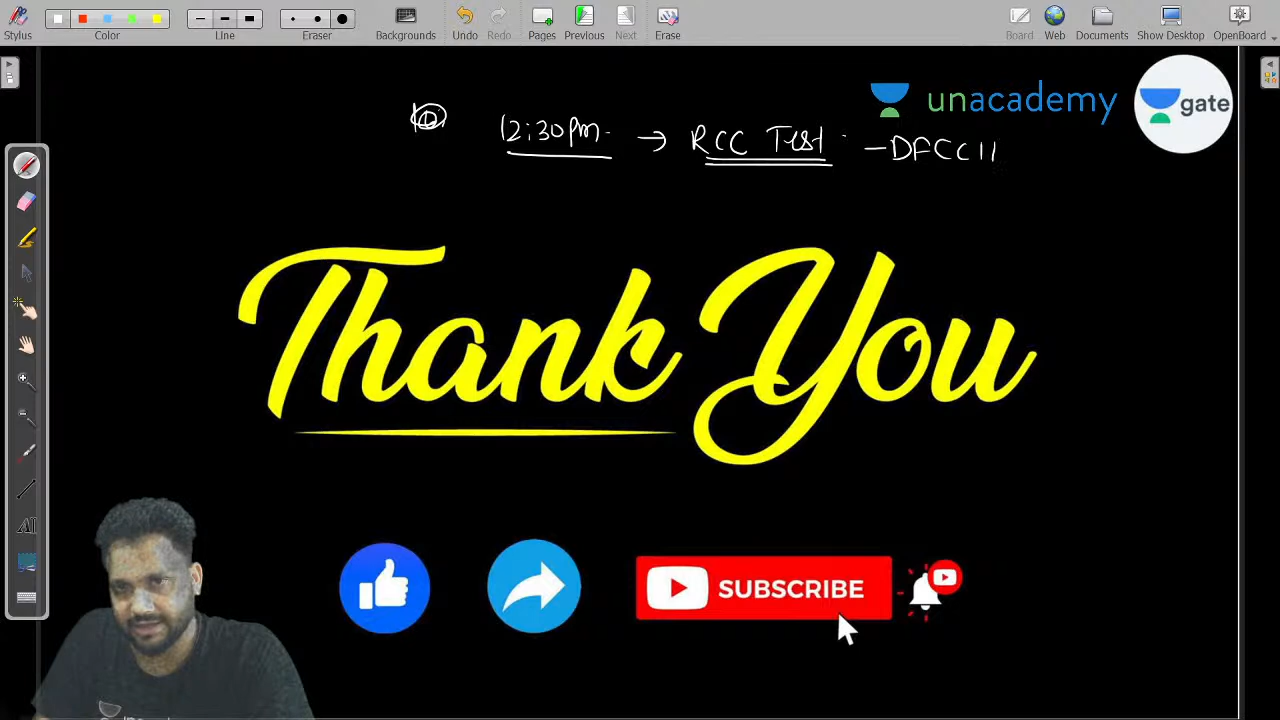 Stylus
Color
Line
Eraser
Backgrounds
Undo
Redo
Pages
Previous
Next
Erase
Board
Web
Documents
Show Desktop
OpenBoard
unacademy
gate
12:30pm → RCC Test - DFCCIL
Thank You
SUBSCRIBE